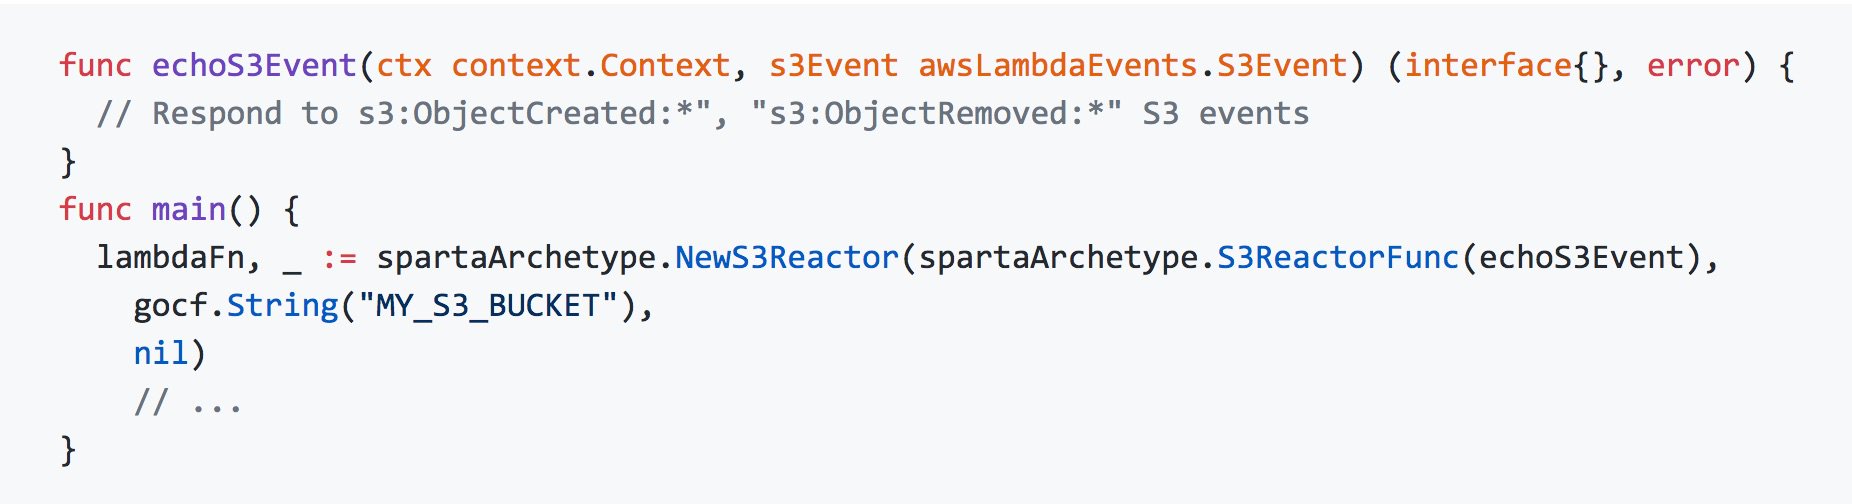 func echoS3Event(ctx context.Context, s3Event awsLambdaEvents.S3Event) (interface{}, error) {
  // Respond to s3:ObjectCreated:*", "s3:ObjectRemoved:*" S3 events
}
func main() {
  lambdaFn, _ := spartaArchetype.NewS3Reactor(spartaArchetype.S3ReactorFunc(echoS3Event),
    gocf.String("MY_S3_BUCKET"),
    nil)
    // ...
}